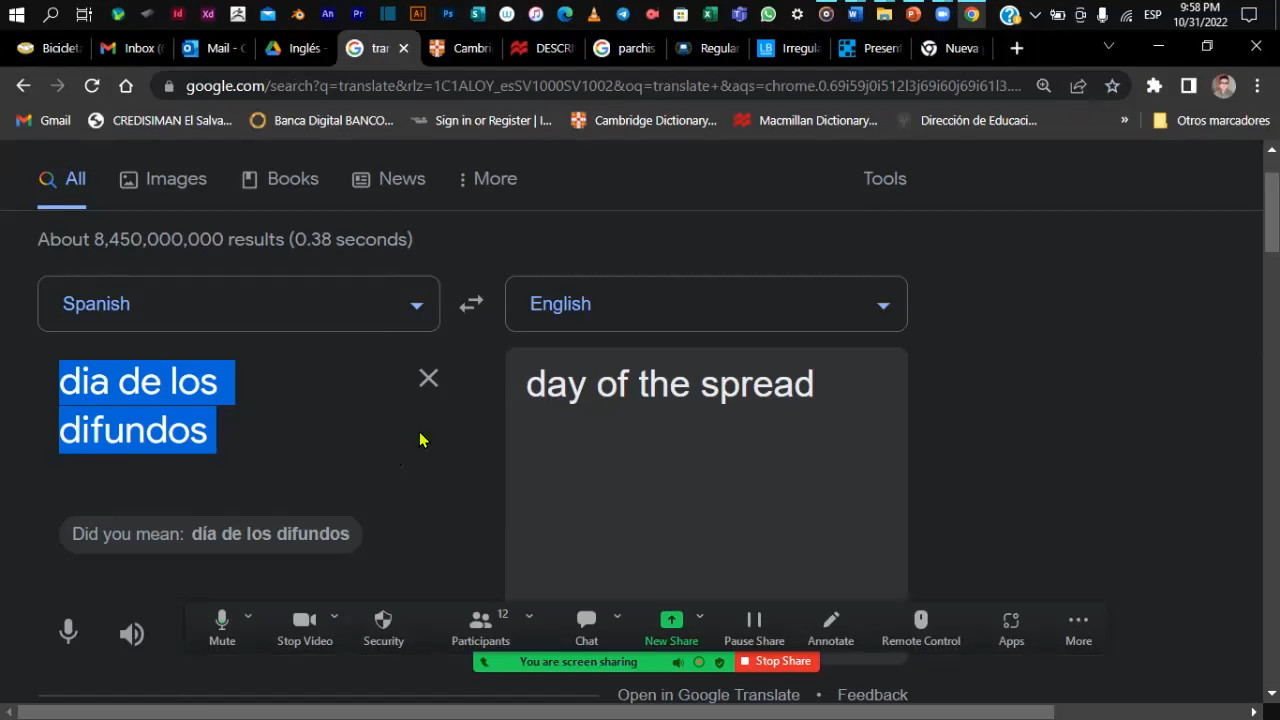 9:58 PM
ESP
10/31/2022
Bicicleta
Inbox (
Mail - C
Inglés -
tran
Cambri
DESCRI
parchis
Regular
Irregula
Present
Nueva p
google.com/search?q=translate&rlz=1C1ALOY_esSV1000SV1002&oq=translate+&aqs=chrome.0.69i59j0i512l3j69i60j69i61l3....
Gmail
CREDISIMAN El Salva...
Banca Digital BANCO...
Sign in or Register | I...
Cambridge Dictionary...
Macmillan Dictionary...
Dirección de Educaci...
»
Otros marcadores
All
Images
Books
News
More
Tools
About 8,450,000,000 results (0.38 seconds)
Spanish
English
dia de los
difundos
day of the spread
Did you mean: día de los difundos
12
Mute
Stop Video
Security
Participants
Chat
New Share
Pause Share
Annotate
Remote Control
Apps
More
You are screen sharing
Stop Share
Open in Google Translate • Feedback